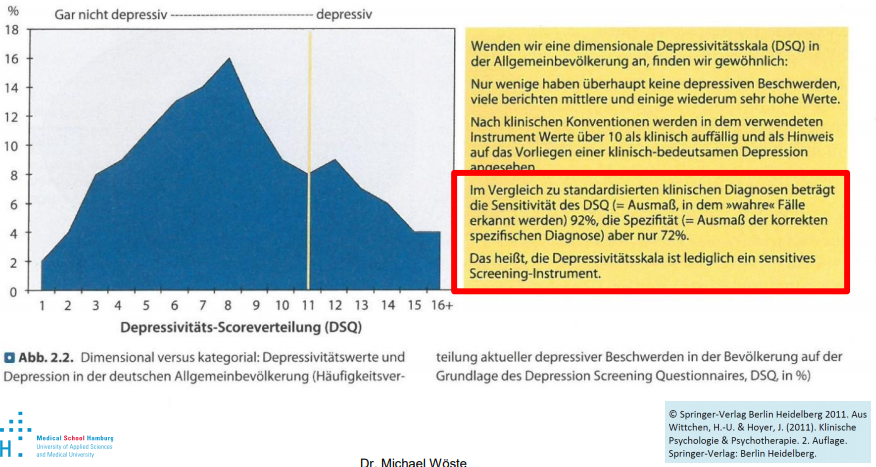 %
Gar nicht depressiv ---------------------------- depressiv
18
16
14
12
10
8
6
4
2
0
1 2 3 4 5 6 7 8 9 10 11 12 13 14 15 16+
Depressivitäts-Scoreverteilung (DSQ)
Wenden wir eine dimensionale Depressivitätsskala (DSQ) in
der Allgemeinbevölkerung an, finden wir gewöhnlich:
Nur wenige haben überhaupt keine depressiven Beschwerden,
viele berichten mittlere und einige wiederum sehr hohe Werte.
Nach klinischen Konventionen werden in dem verwendeten
Instrument Werte über 10 als klinisch auffällig und als Hinweis
auf das Vorliegen einer klinisch-bedeutsamen Depression
angesehen.
Im Vergleich zu standardisierten klinischen Diagnosen beträgt
die Sensitivität des DSQ (= Ausmaß, in dem »wahre« Fälle
erkannt werden) 92%, die Spezifität (= Ausmaß der korrekten
spezifischen Diagnose) aber nur 72%.
Das heißt, die Depressivitätsskala ist lediglich ein sensitives
Screening-Instrument.
Abb. 2.2. Dimensional versus kategorial: Depressivitätswerte und
Depression in der deutschen Allgemeinbevölkerung (Häufigkeitsver-
teilung aktueller depressiver Beschwerden in der Bevölkerung auf der
Grundlage des Depression Screening Questionnaires, DSQ, in %)
Medical School Hamburg
University of Applied Sciences
and Medical University
Dr. Michael Wöste
© Springer-Verlag Berlin Heidelberg 2011. Aus
Wittchen, H.-U. & Hoyer, J. (2011). Klinische
Psychologie & Psychotherapie. 2. Auflage.
Springer-Verlag: Berlin Heidelberg.